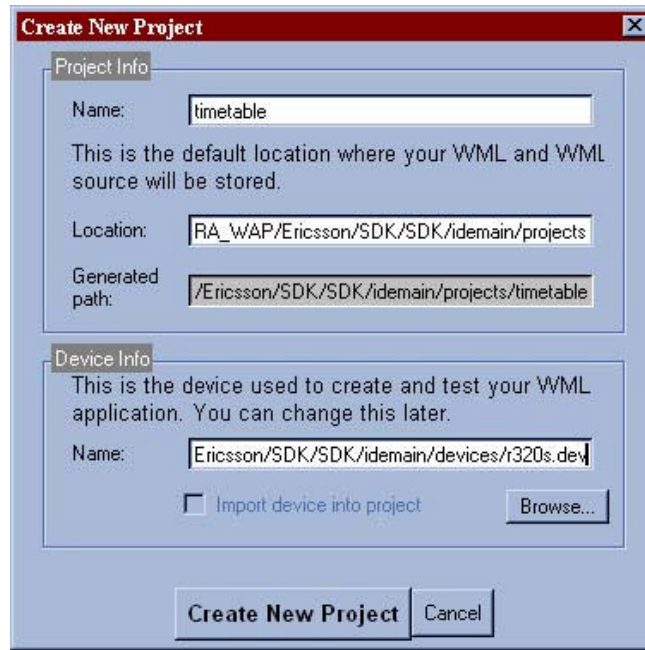 Create New Project
Project Info
Name: timetable
This is the default location where your WML and WML
source will be stored.
Location: RA_WAP/Ericsson/SDK/SDK/idemain/projects
Generated
path: /Ericsson/SDK/SDK/idemain/projects/timetable
Device Info
This is the device used to create and test your WML
application. You can change this later.
Name: Ericsson/SDK/SDK/idemain/devices/r320s.dev
Import device into project Browse...
Create New Project Cancel